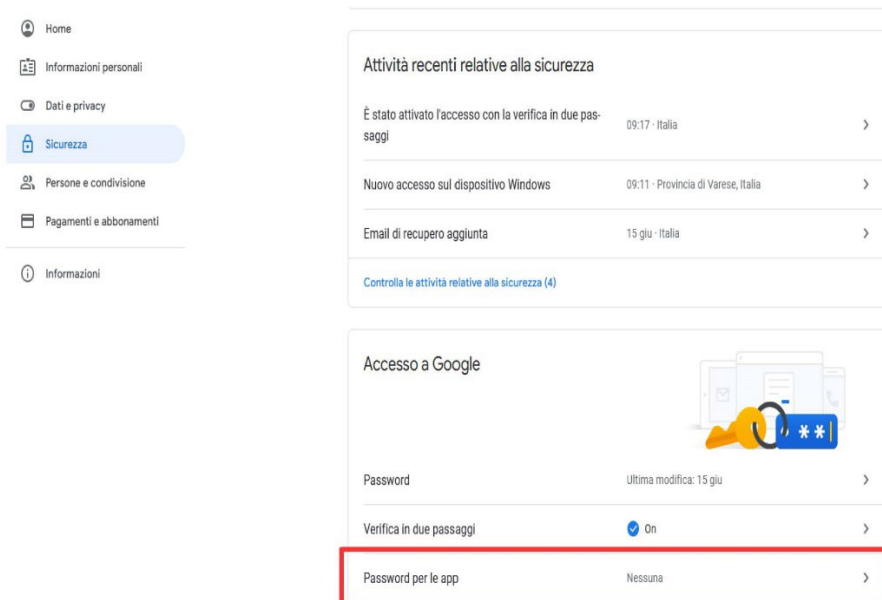 Home
Informazioni personali
Dati e privacy
Sicurezza
Persone e condivisione
Pagamenti e abbonamenti
Informazioni
Attività recenti relative alla sicurezza
È stato attivato l'accesso con la verifica in due pas-
saggi
09:17 · Italia
Nuovo accesso sul dispositivo Windows
09:11 · Provincia di Varese, Italia
Email di recupero aggiunta
15 giu · Italia
Controlla le attività relative alla sicurezza (4)
Accesso a Google
**
Password
Ultima modifica: 15 giu
Verifica in due passaggi
On
Password per le app
Nessuna